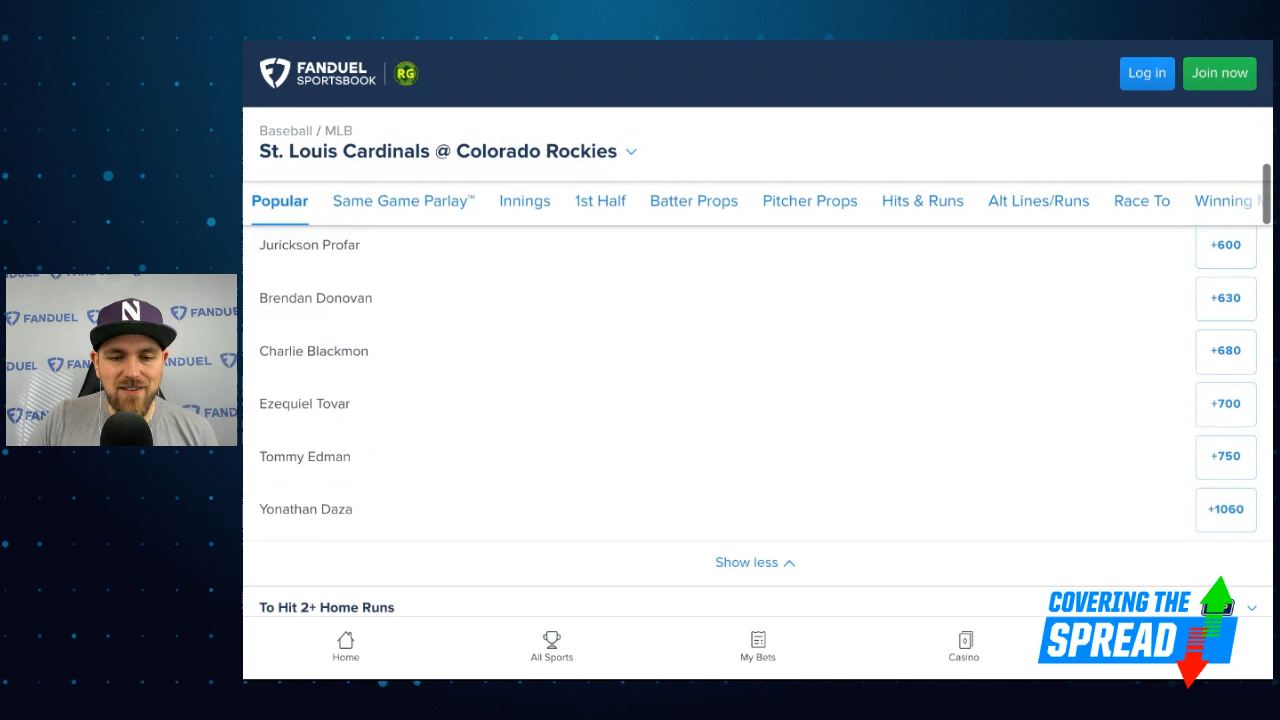 FANDUEL
SPORTSBOOK
RG
Log in
Join now
Baseball / MLB
St. Louis Cardinals @ Colorado Rockies
Popular
Same Game Parlay™
Innings
1st Half
Batter Props
Pitcher Props
Hits & Runs
Alt Lines/Runs
Race To
Winning
Jurickson Profar
+600
Brendan Donovan
+630
Charlie Blackmon
+680
Ezequiel Tovar
+700
Tommy Edman
+750
Yonathan Daza
+1060
Show less
To Hit 2+ Home Runs
Home
All Sports
My Bets
Casino
COVERING THE
SPREAD
N
FANDUEL
FANDUEL